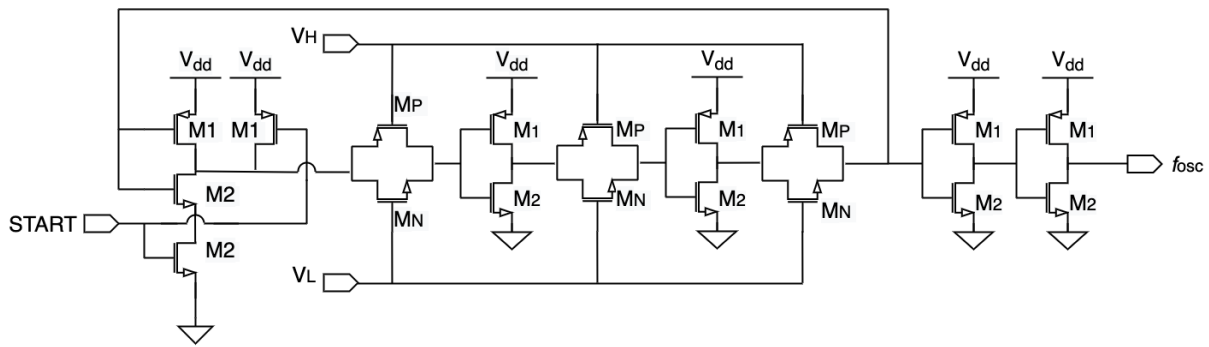 VH
Vdd Vdd Vdd Vdd Vdd Vdd
MP
M1 M1 M1 MP M1 MP M1 M1
M2 M2 MN M2 MN M2 M2
MN
START
M2
fosc
VL